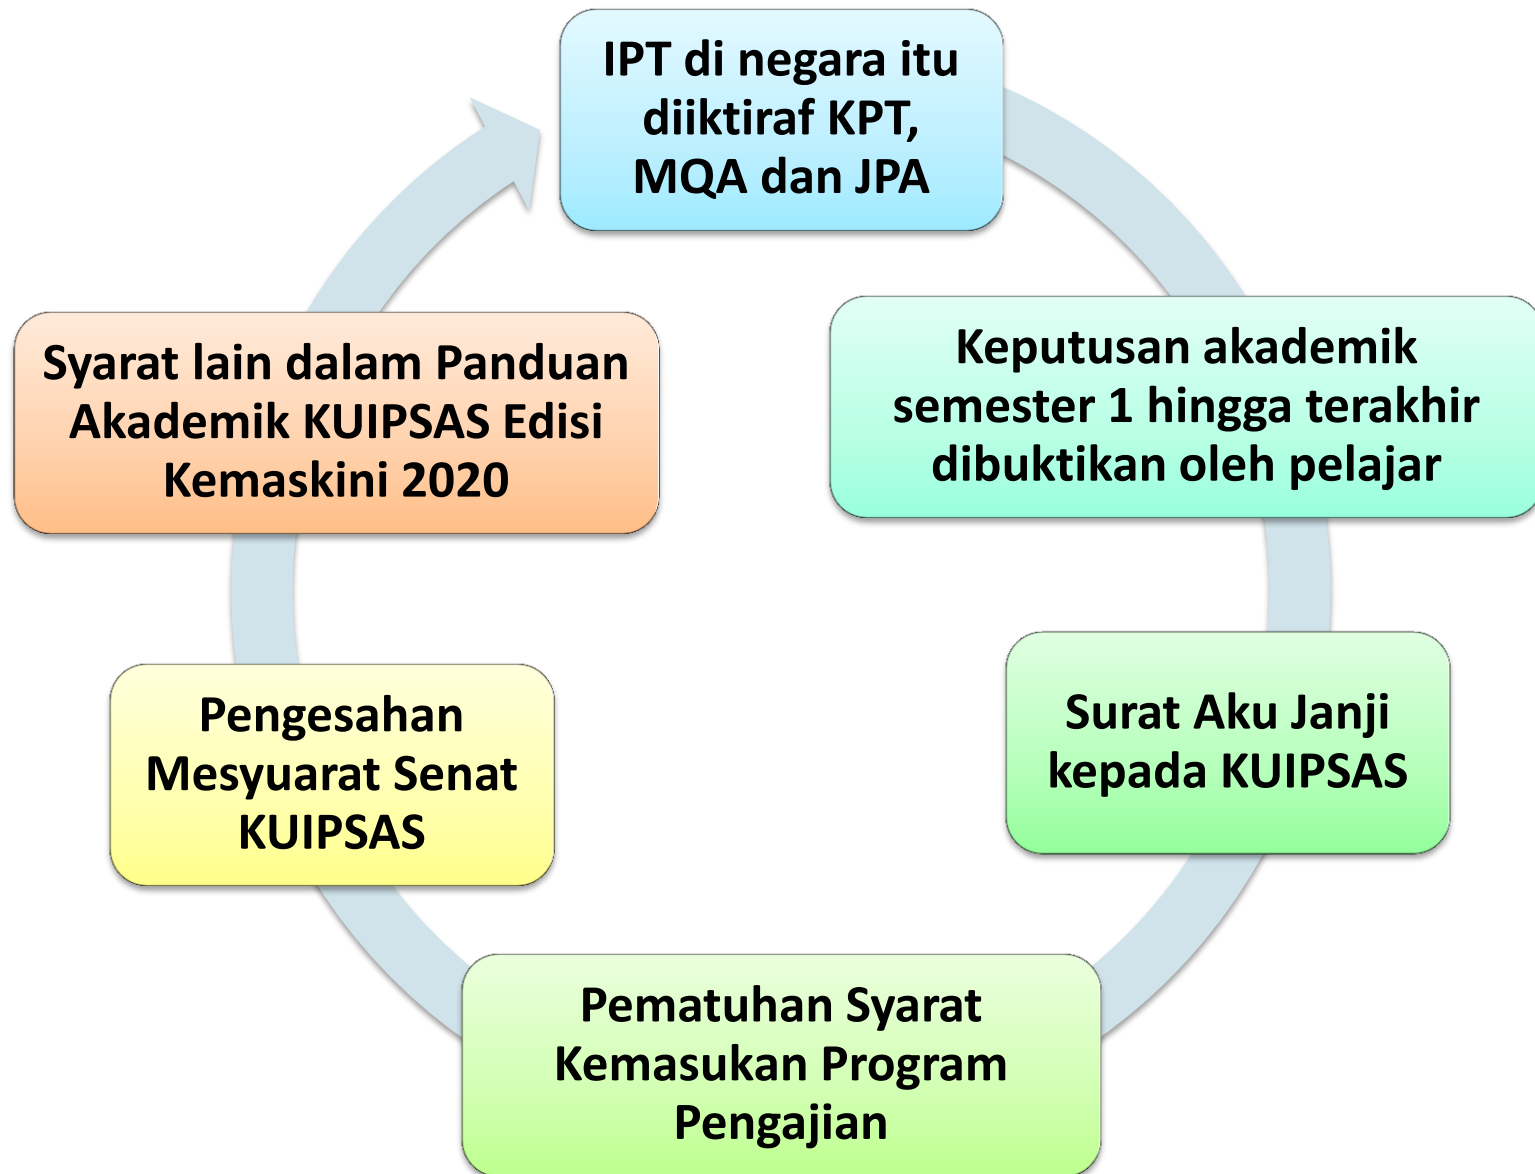 IPT di negara itu
diiktiraf KPT,
MQA dan JPA
Keputusan akademik
semester 1 hingga terakhir
dibuktikan oleh pelajar
Surat Aku Janji
kepada KUIPSAS
Pematuhan Syarat
Kemasukan Program
Pengajian
Pengesahan
Mesyuarat Senat
KUIPSAS
Syarat lain dalam Panduan
Akademik KUIPSAS Edisi
Kemaskini 2020